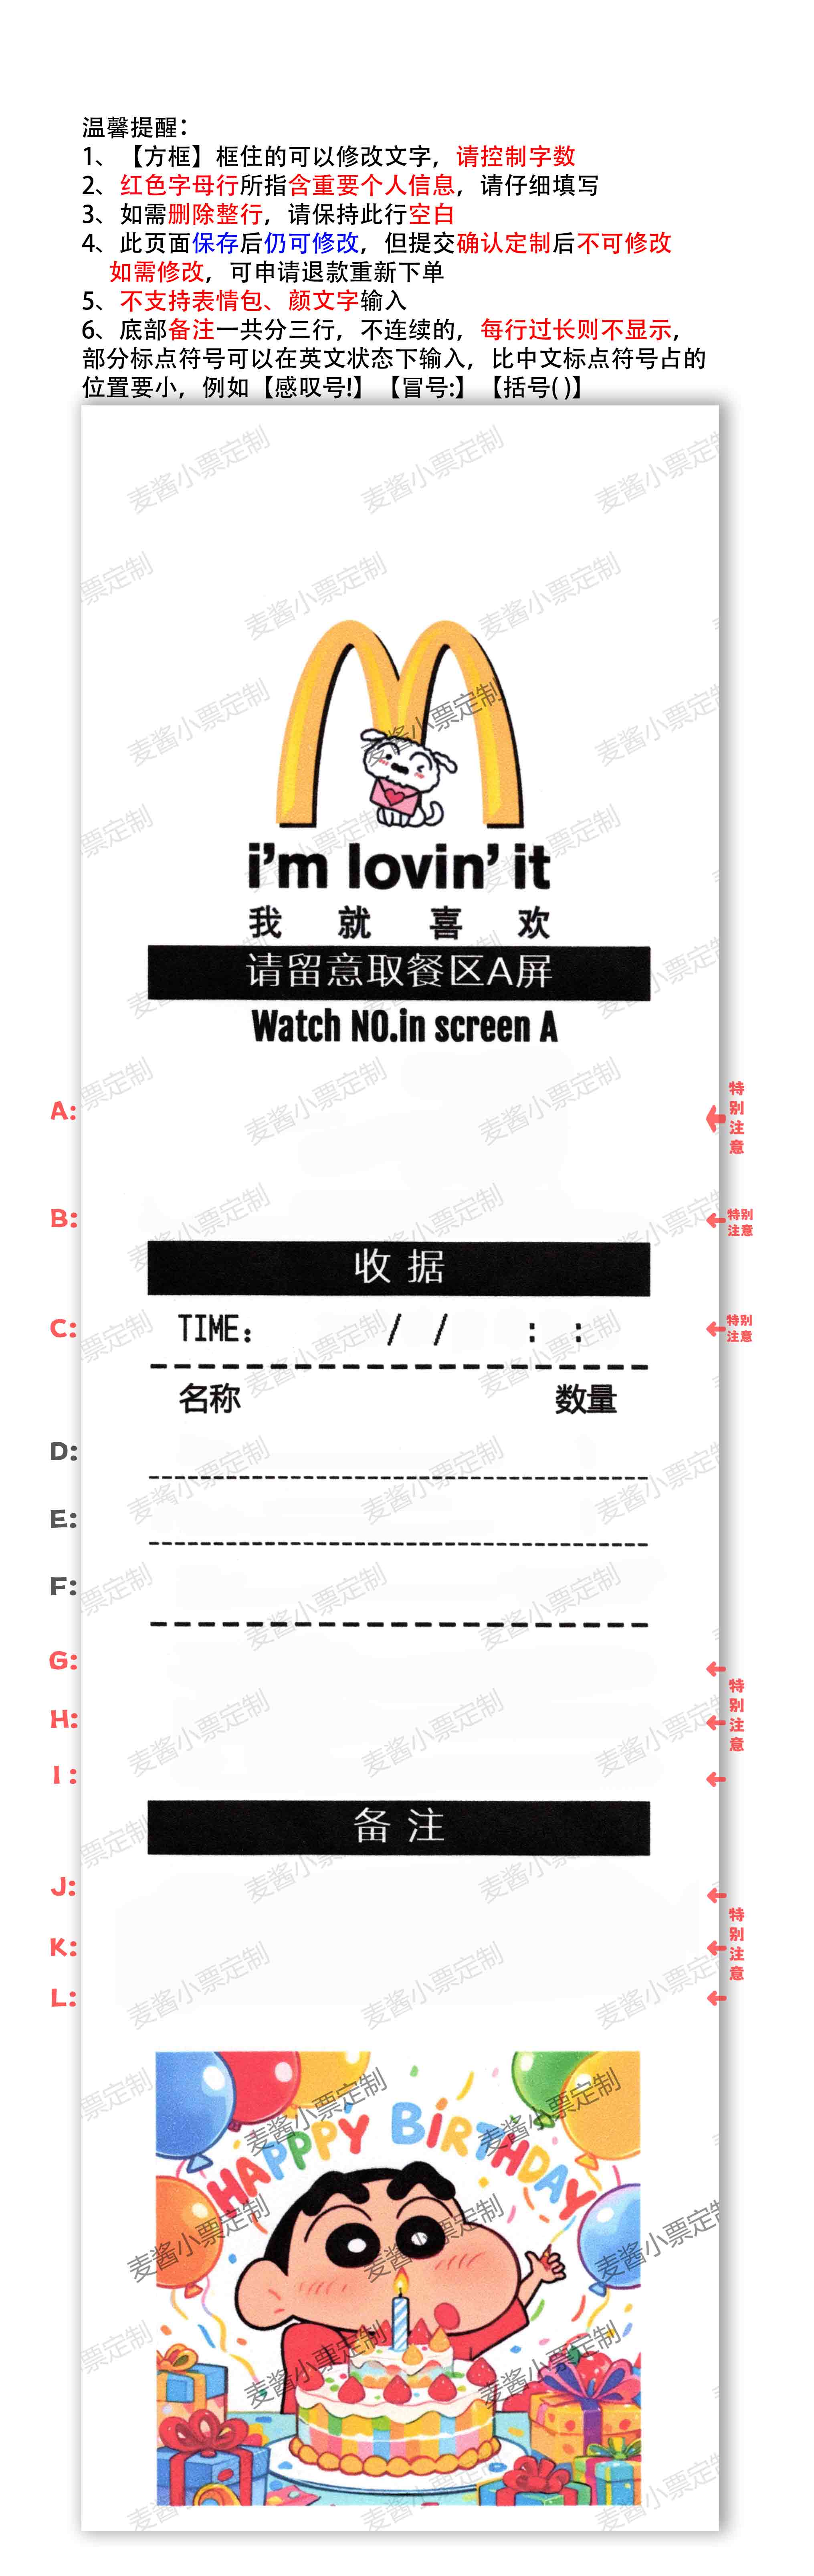 温馨提醒：
1、【方框】框住的可以修改文字，请控制字数
2、红色字母行所指含重要个人信息，请仔细填写
3、如需删除整行，请保持此行空白
4、此页面保存后仍可修改，但提交确认定制后不可修改
如需修改，可申请退款重新下单
5、不支持表情包、颜文字输入
6、底部备注一共分三行，不连续的，每行过长则不显示，
部分标点符号可以在英文状态下输入，比中文标点符号占的
位置要小，例如【感叹号!】【冒号:】【括号( )】
麦酱小票定制
i'm lovin' it
我就喜欢
请留意取餐区A屏
Watch NO.in screen A
A: 特别注意
B: 特别注意
收据
C: TIME： / / : : 特别注意
名称 数量
D:
E:
F:
G:
H: 特别注意
I:
备注
J:
K: 特别注意
L:
HAPPPY BIRTHDAY